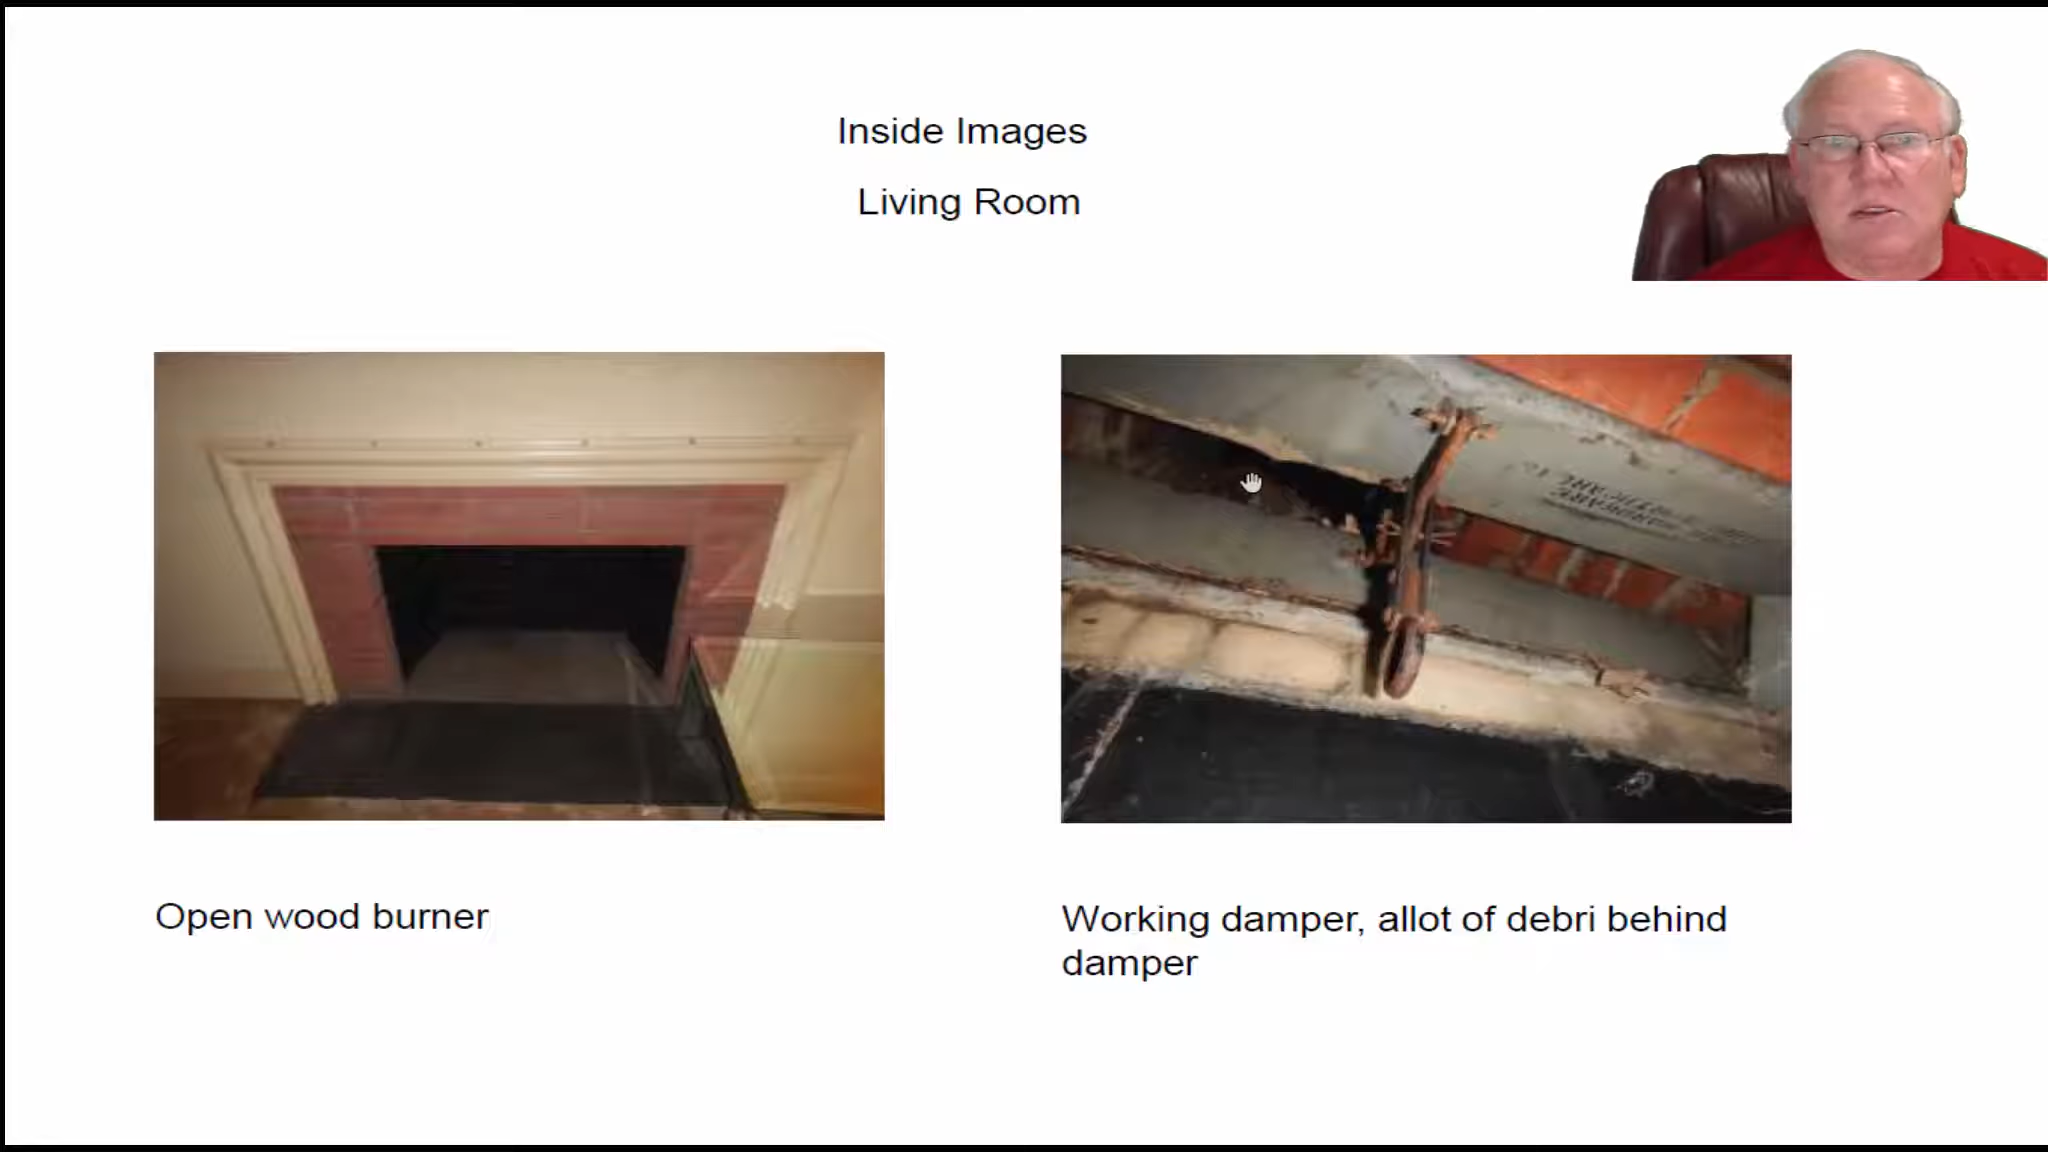 Inside Images
Living Room
Open wood burner
Working damper, allot of debri behind
damper